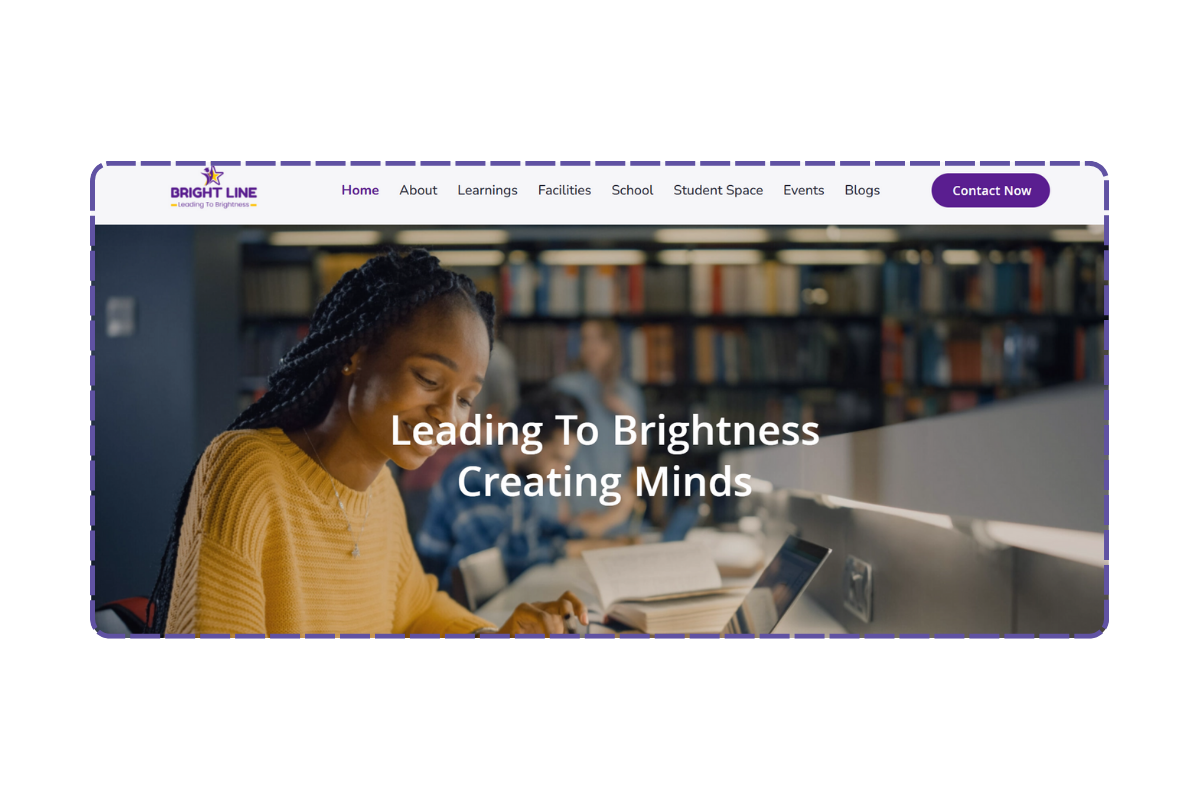 BRIGHT LINE
Leading To Brightness
Home About Learnings Facilities School Student Space Events Blogs Contact Now
Leading To Brightness
Creating Minds